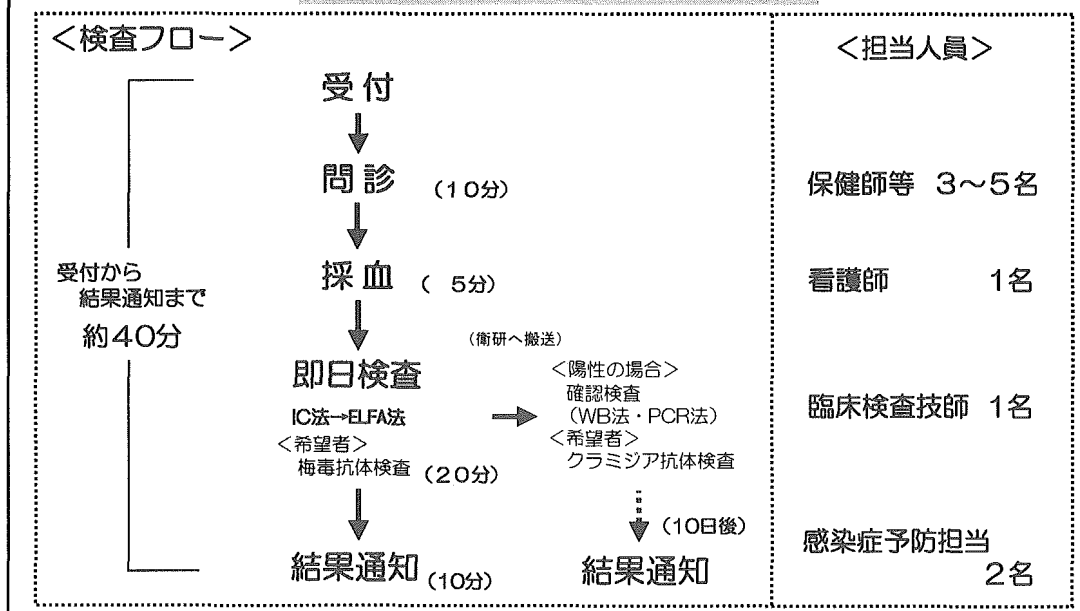 ＜検査フロー＞
受付
問診 （10分）
採血 （ 5分）
受付から
結果通知まで
約40分
（衛研へ搬送）
即日検査
IC法→ELFA法
＜希望者＞
梅毒抗体検査 （20分）
＜陽性の場合＞
確認検査
（WB法・PCR法）
＜希望者＞
クラミジア抗体検査
（10日後）
結果通知 （10分）
結果通知
＜担当人員＞
保健師等 3～5名
看護師 1名
臨床検査技師 1名
感染症予防担当
2名